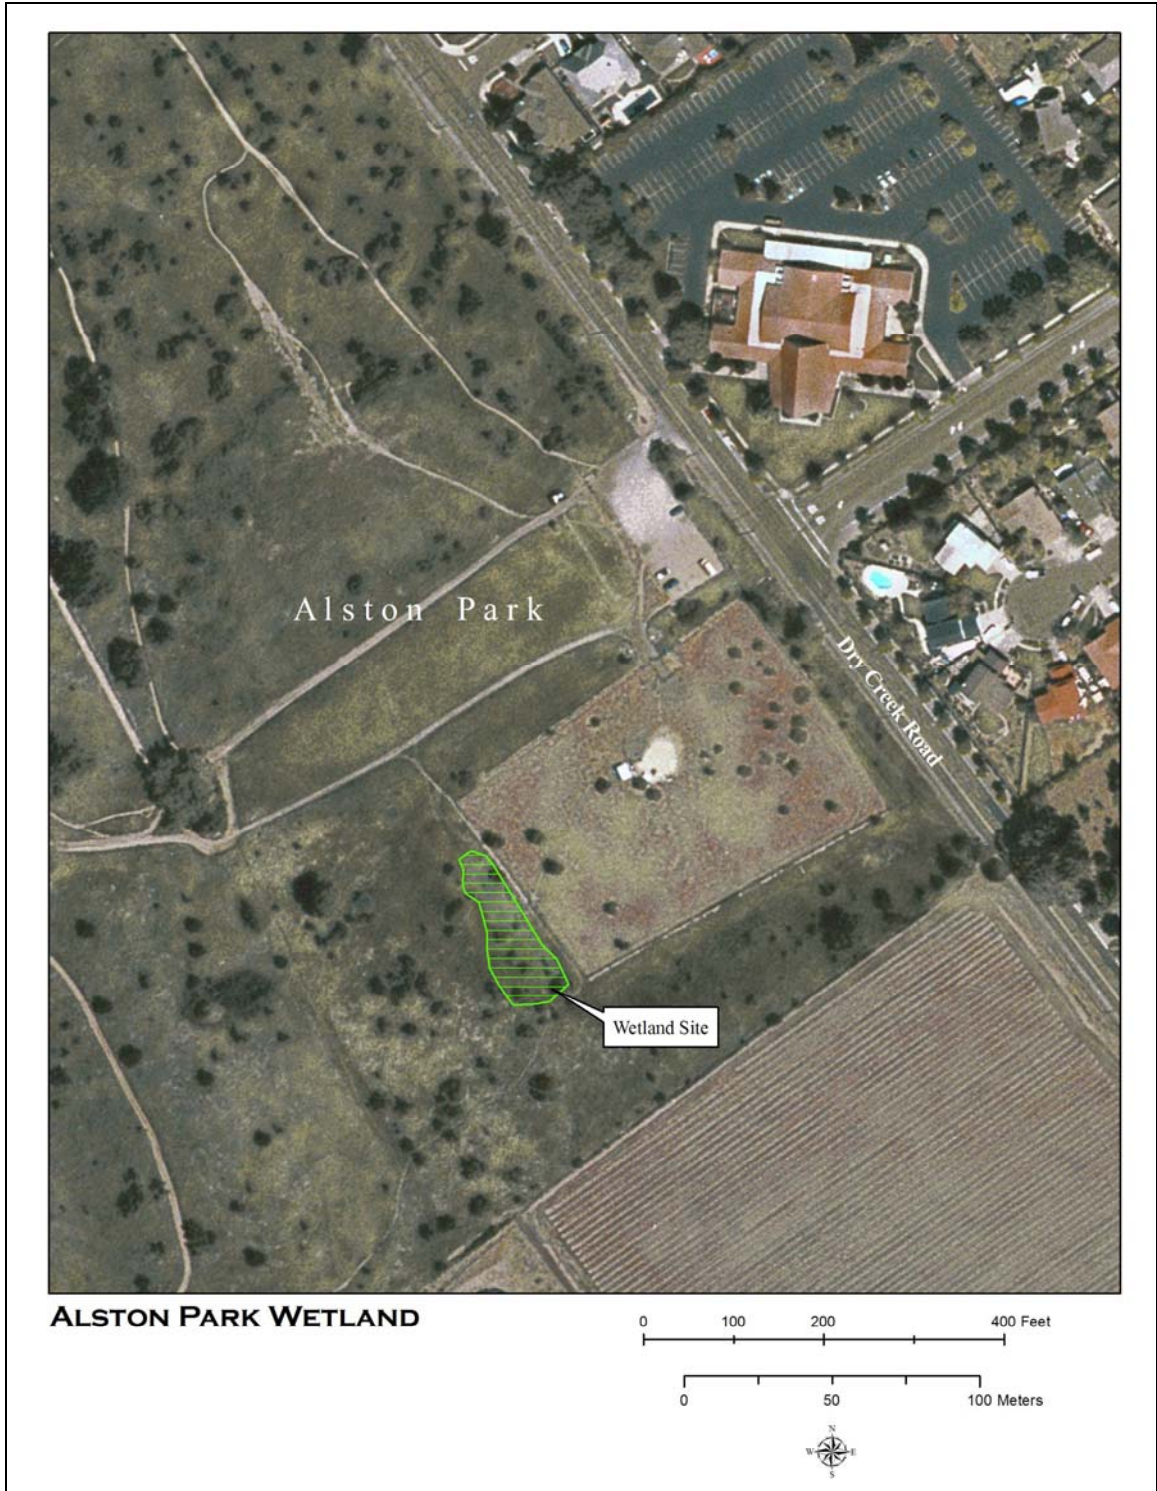 Alston Park
Dry Creek Road
Wetland Site
ALSTON PARK WETLAND
0 100 200 400 Feet
0 50 100 Meters
N
W E
S